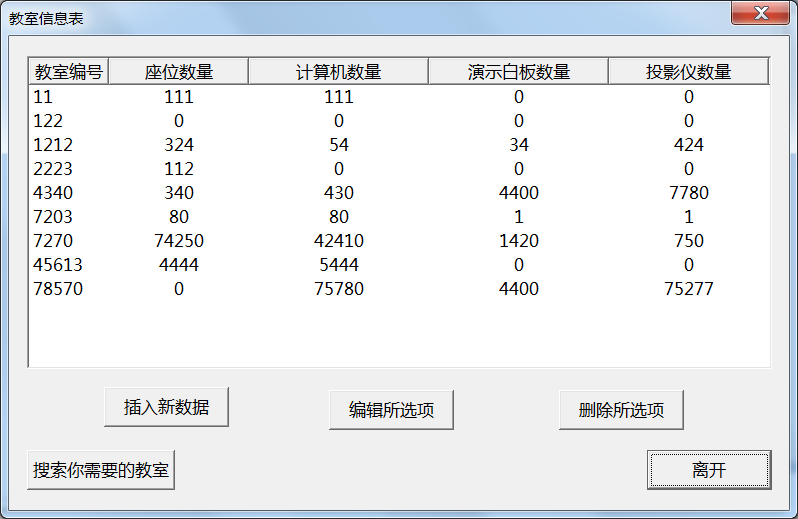 教室信息表
教室编号 座位数量 计算机数量 演示白板数量 投影仪数量
11 111 111 0 0
122 0 0 0 0
1212 324 54 34 424
2223 112 0 0 0
4340 340 430 4400 7780
7203 80 80 1 1
7270 74250 42410 1420 750
45613 4444 5444 0 0
78570 0 75780 4400 75277
插入新数据 编辑所选项 删除所选项
搜索你需要的教室 离开